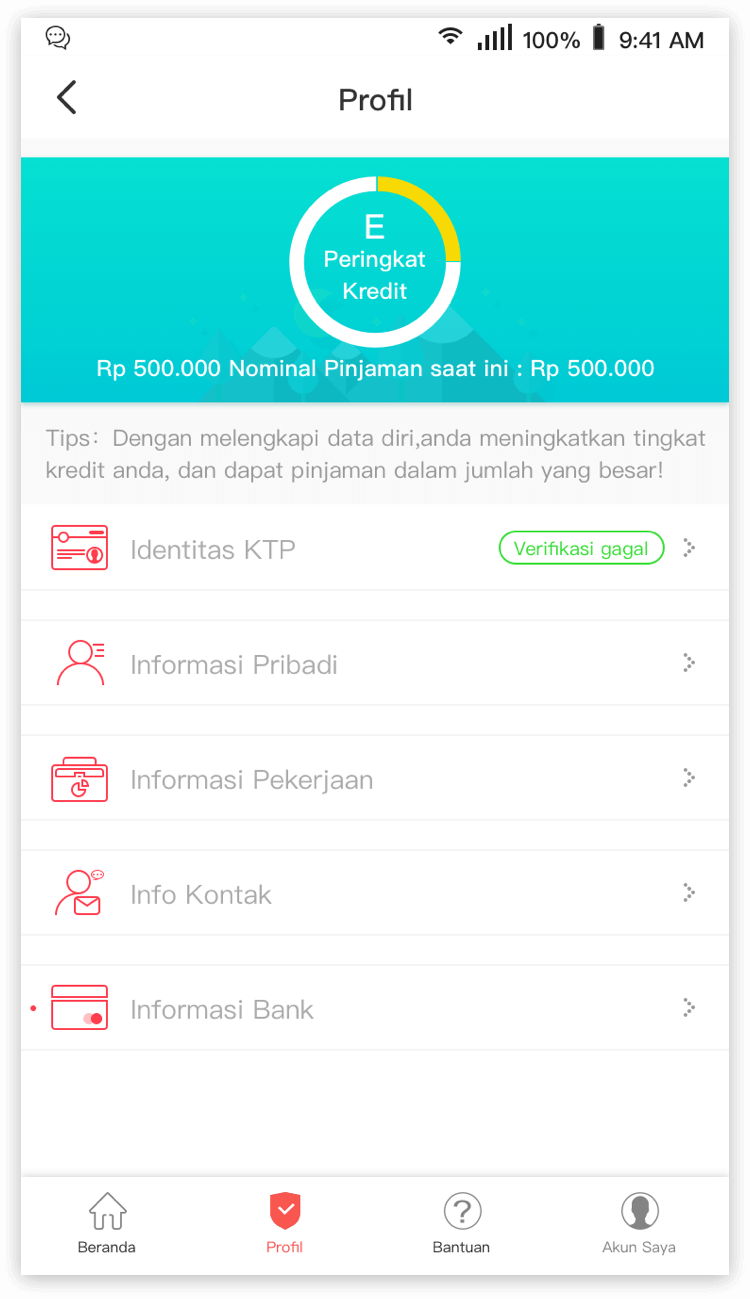 100% 9:41 AM
Profil
E
Peringkat
Kredit
Rp 500.000 Nominal Pinjaman saat ini : Rp 500.000
Tips：Dengan melengkapi data diri,anda meningkatkan tingkat
kredit anda, dan dapat pinjaman dalam jumlah yang besar!
Identitas KTP Verifikasi gagal
Informasi Pribadi
Informasi Pekerjaan
Info Kontak
Informasi Bank
Beranda Profil Bantuan Akun Saya